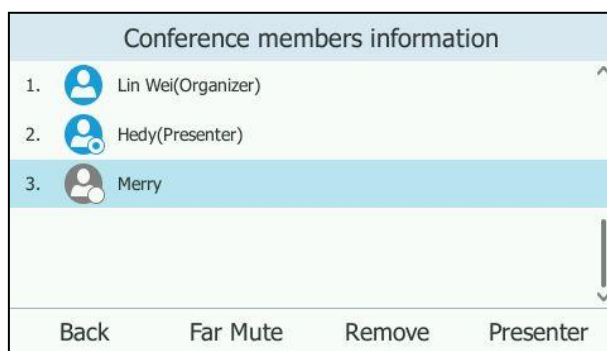 Conference members information
1. Lin Wei(Organizer)
2. Hedy(Presenter)
3. Merry
Back Far Mute Remove Presenter